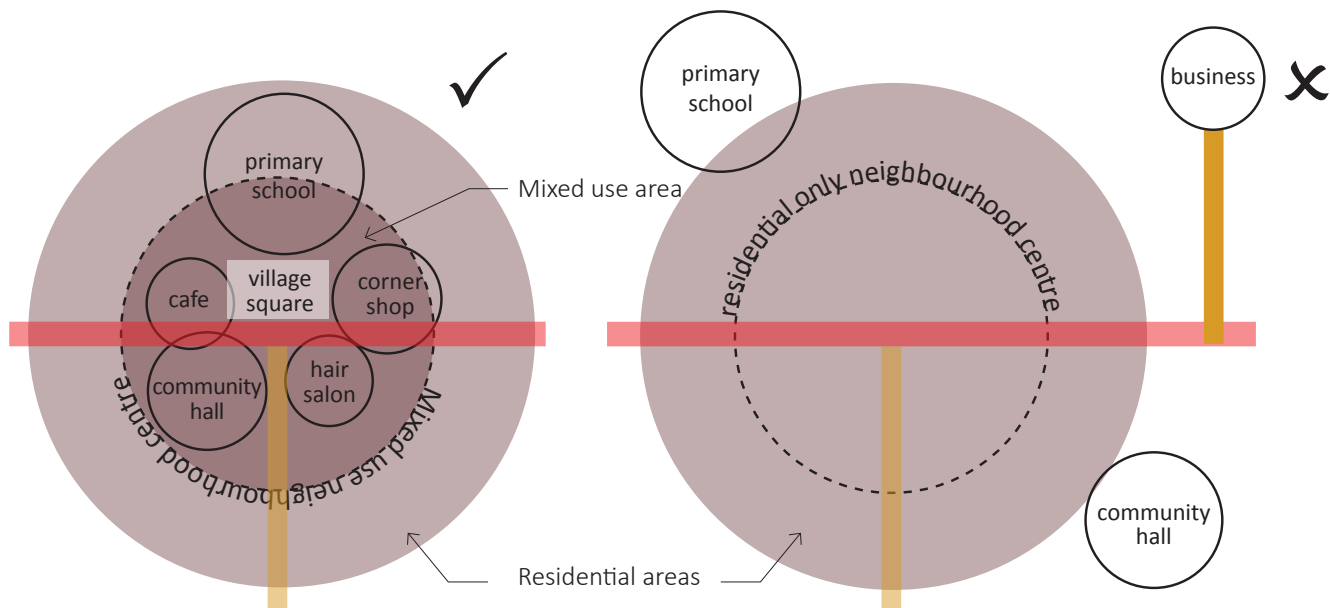 primary
school
Mixed use area
village
square
cafe
corner
shop
community
hall
hair
salon
Mixed use neighbourhood centre
Residential areas
primary
school
business
residential only neighbourhood centre
community
hall